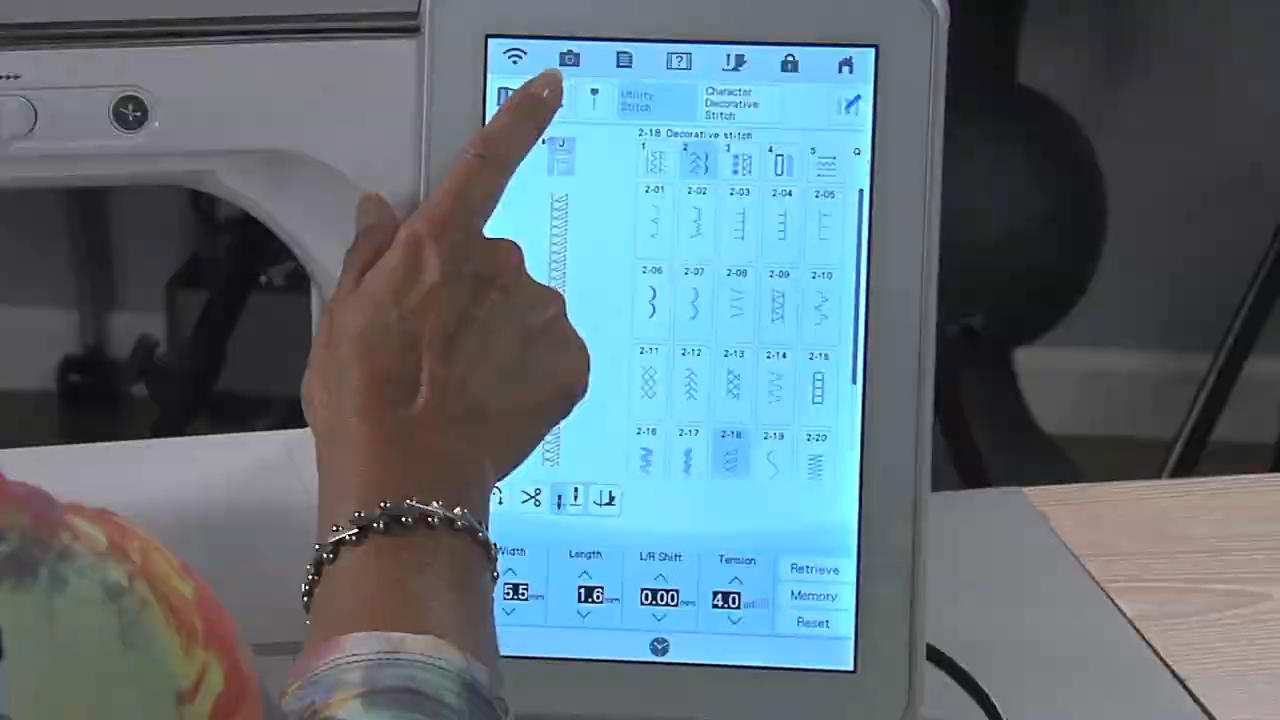 ?
Utility
Stitch
Character
Decorative
Stitch
2-18 Decorative stitch
J
1 2 3 4 5
2-01 2-02 2-03 2-04 2-05
2-06 2-07 2-08 2-09 2-10
2-11 2-12 2-13 2-14 2-15
2-16 2-17 2-18 2-19 2-20
Width Length L/R Shift Tension
Retrieve
5.5 mm 1.6 mm 0.00 mm 4.0
Memory
Reset